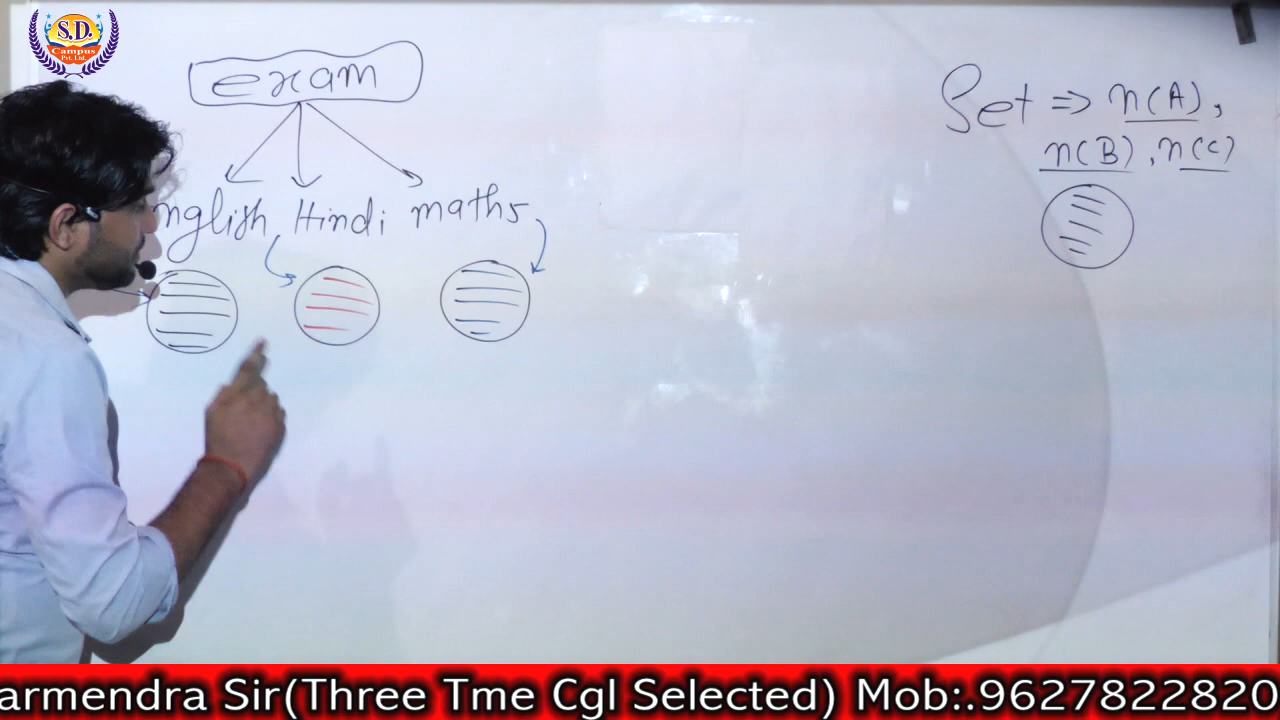 S.D.
Campus
Pvt. Ltd.
exam
nglish, Hindi maths
Set => n(A),
n(B), n(C)
armendra Sir(Three Tme Cgl Selected) Mob:.9627822820